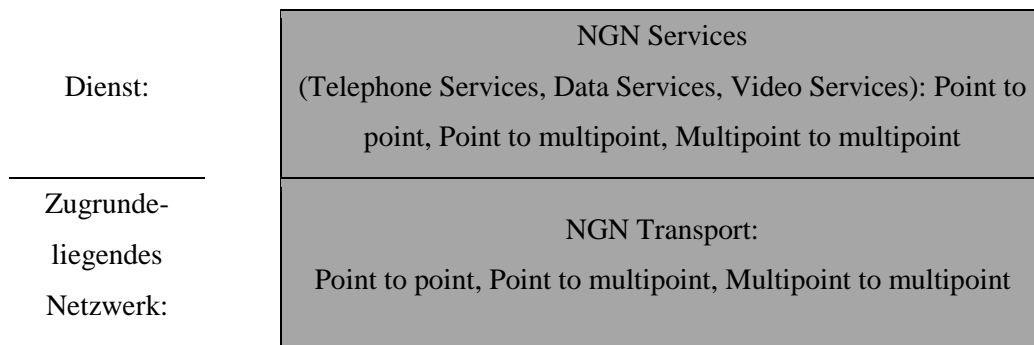 Dienst:
NGN Services
(Telephone Services, Data Services, Video Services): Point to
point, Point to multipoint, Multipoint to multipoint
Zugrunde-
liegendes
Netzwerk:
NGN Transport:
Point to point, Point to multipoint, Multipoint to multipoint